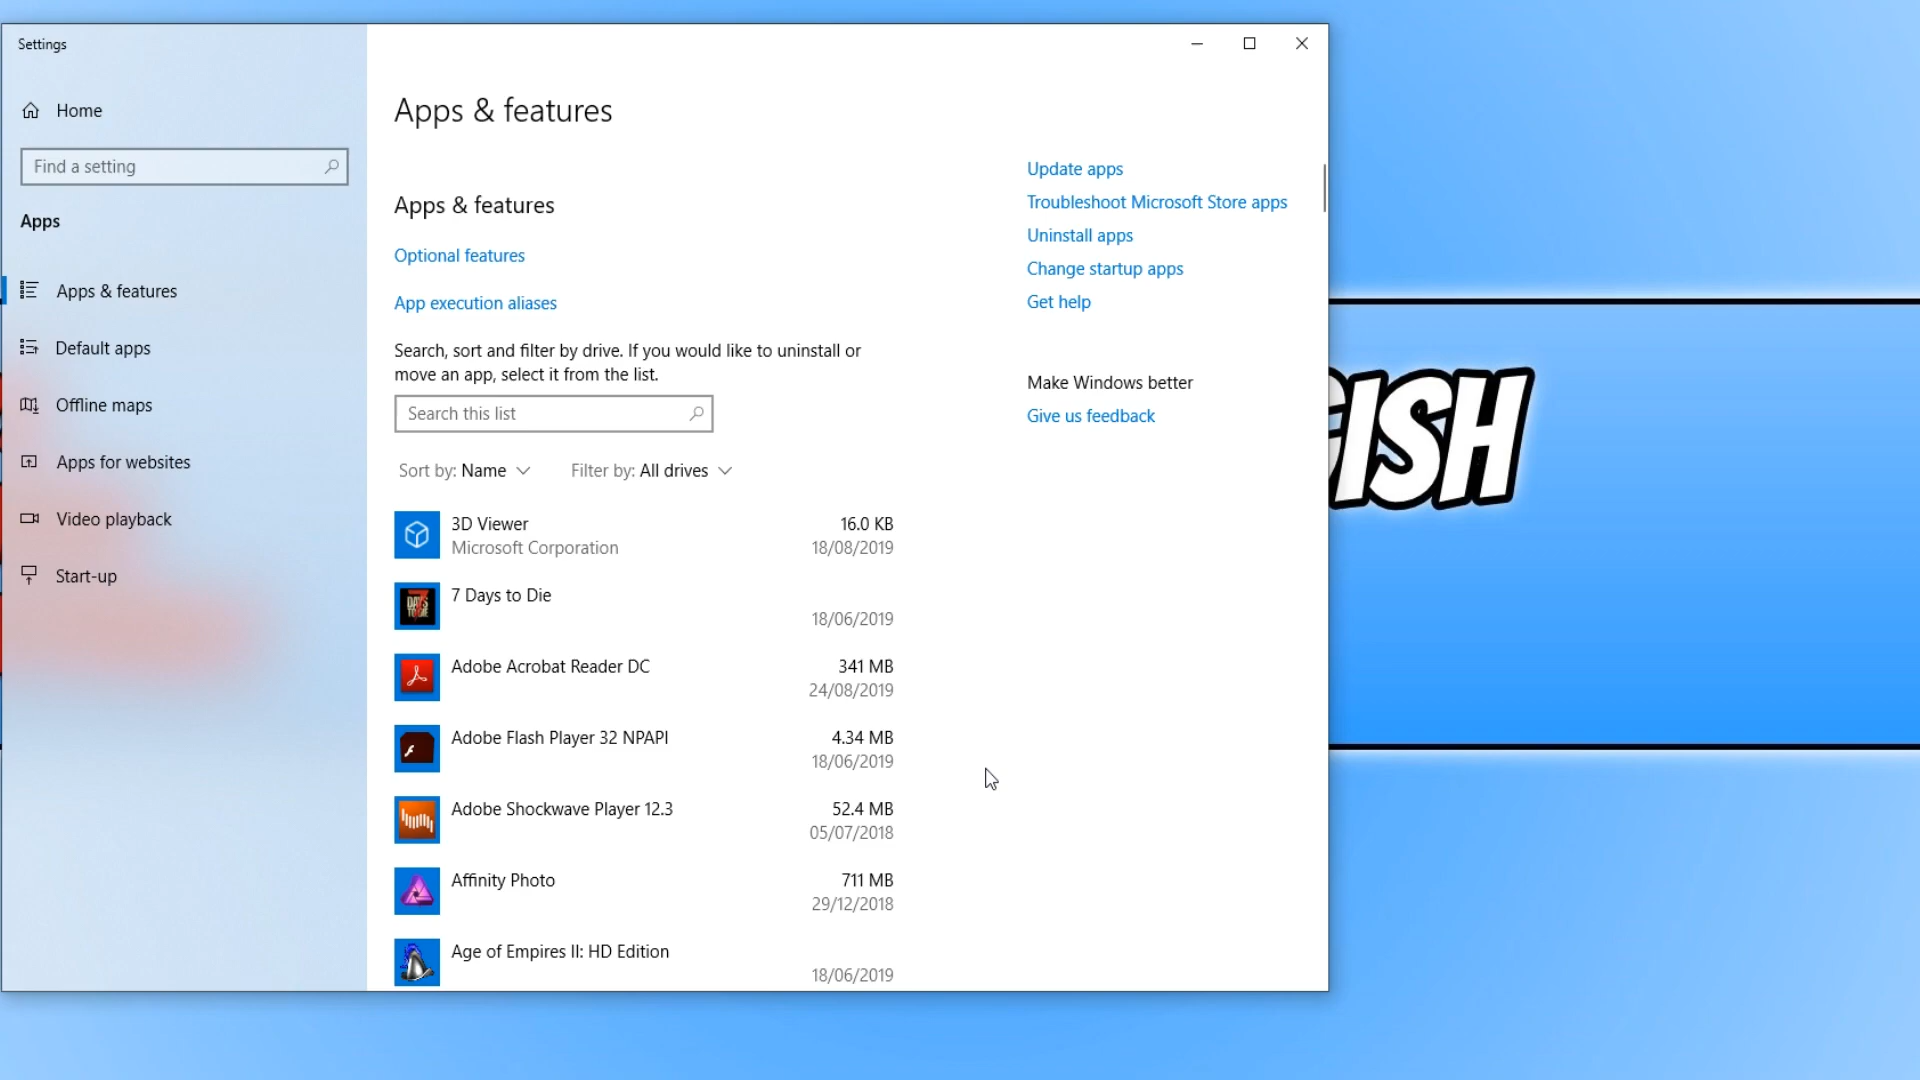 Settings
Home
Find a setting
Apps
Apps & features
Default apps
Offline maps
Apps for websites
Video playback
Start-up
Apps & features
Apps & features
Optional features
App execution aliases
Search, sort and filter by drive. If you would like to uninstall or
move an app, select it from the list.
Search this list
Sort by: Name Filter by: All drives
3D Viewer 16.0 KB
Microsoft Corporation 18/08/2019
7 Days to Die
18/06/2019
Adobe Acrobat Reader DC 341 MB
24/08/2019
Adobe Flash Player 32 NPAPI 4.34 MB
18/06/2019
Adobe Shockwave Player 12.3 52.4 MB
05/07/2018
Affinity Photo 711 MB
29/12/2018
Age of Empires II: HD Edition
18/06/2019
Update apps
Troubleshoot Microsoft Store apps
Uninstall apps
Change startup apps
Get help
Make Windows better
Give us feedback
GISH